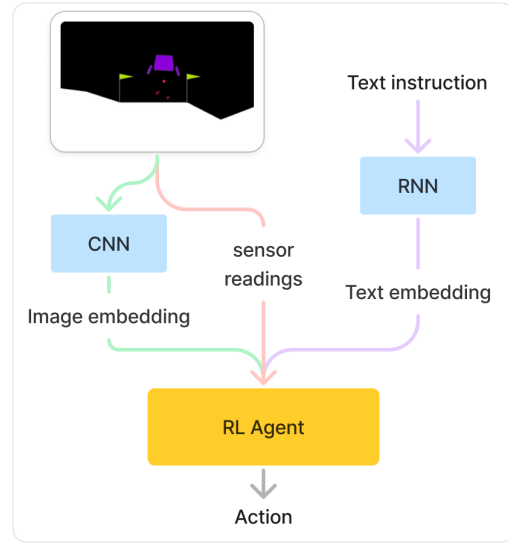 Text instruction
RNN
CNN
sensor
readings
Text embedding
Image embedding
RL Agent
Action